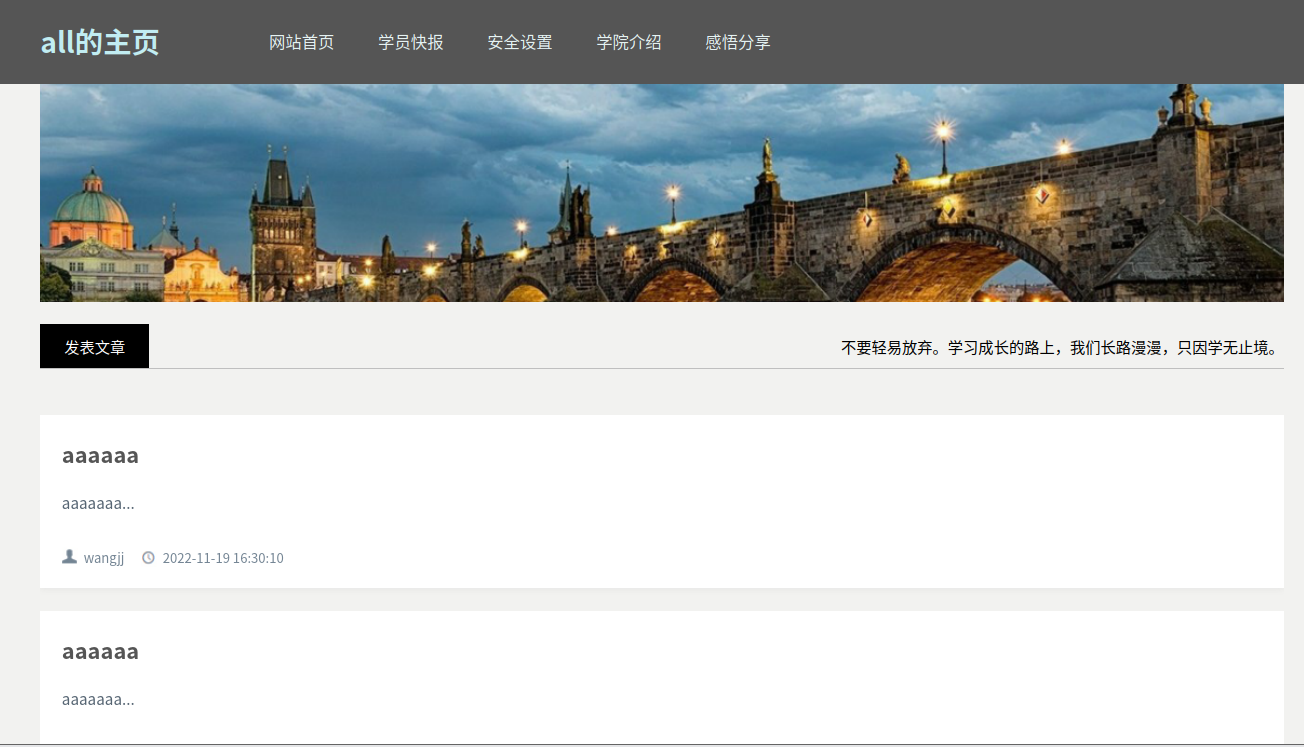 all的主页
网站首页 学员快报 安全设置 学院介绍 感悟分享
发表文章
不要轻易放弃。学习成长的路上，我们长路漫漫，只因学无止境。
aaaaaa
aaaaaaa...
wangjj 2022-11-19 16:30:10
aaaaaa
aaaaaaa...